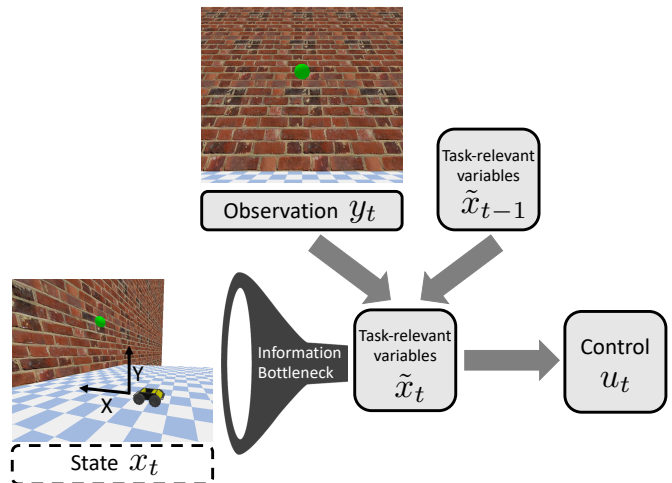 Observation y_t
Task-relevant
variables
x̃_{t−1}
Y
X
State x_t
Information
Bottleneck
Task-relevant
variables
x̃_t
Control
u_t